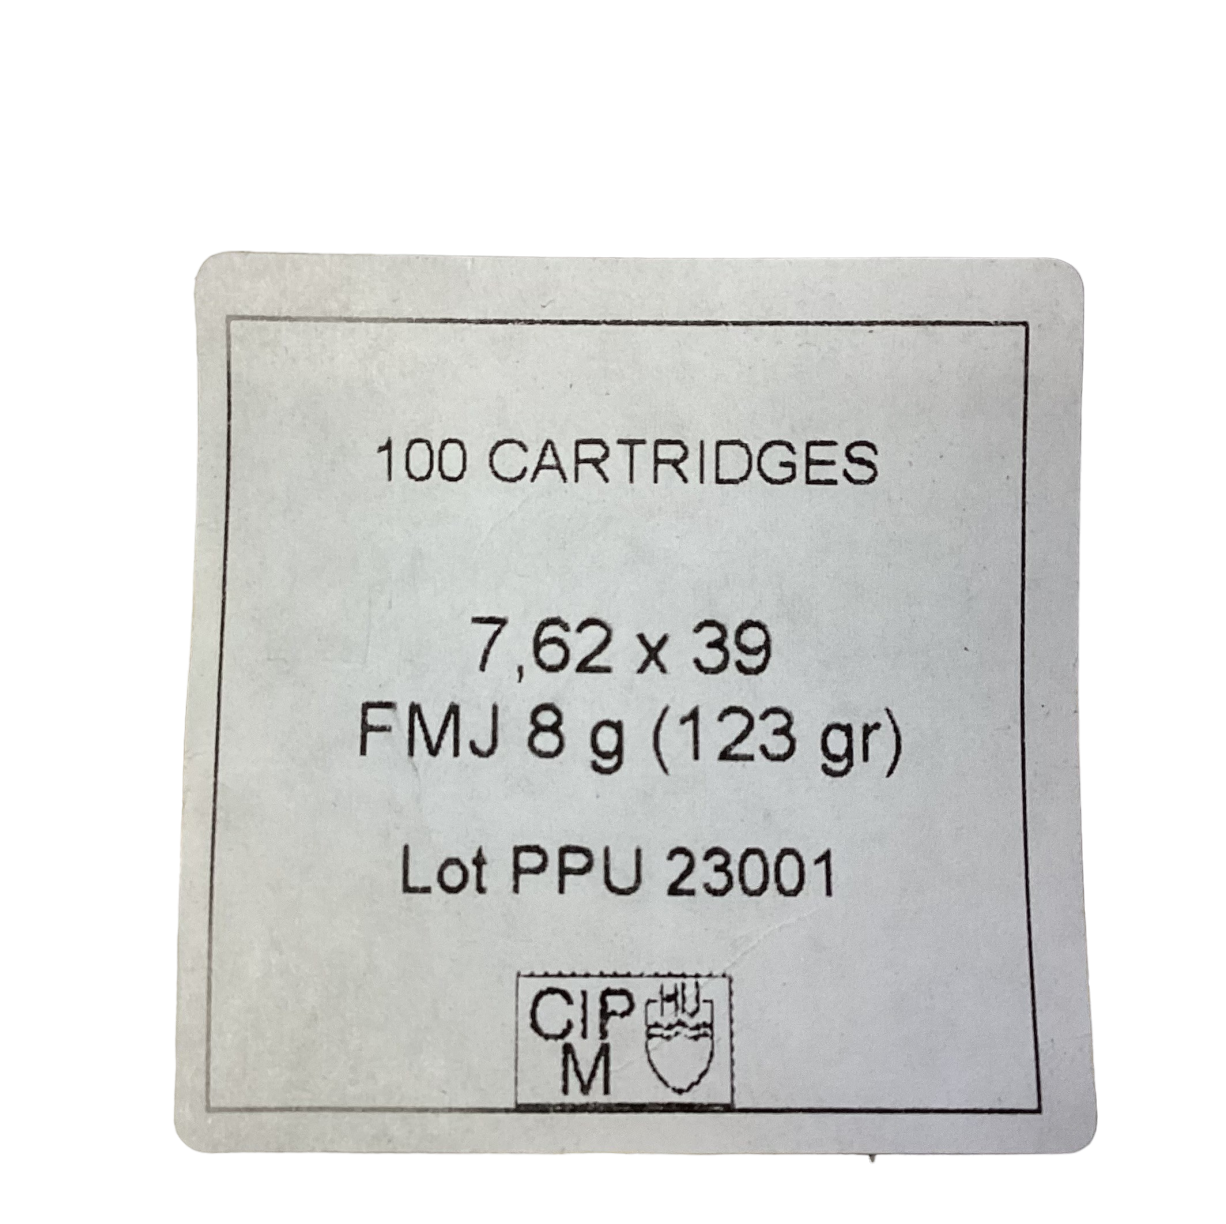 100 CARTRIDGES
7,62 x 39
FMJ 8 g (123 gr)
Lot PPU 23001
CIP
M
HU